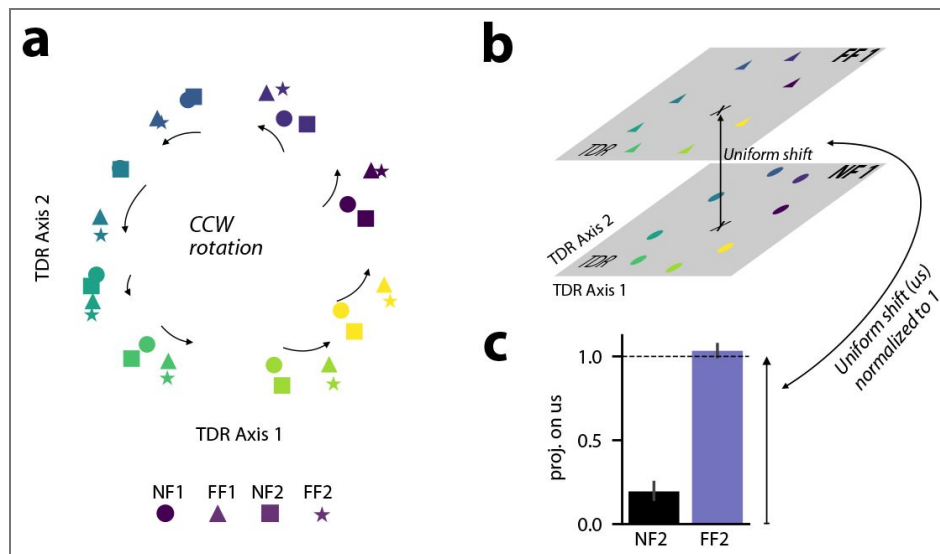 a
CCW
rotation
TDR Axis 2
TDR Axis 1
NF1 FF1 NF2 FF2
b
FF1
TDR
Uniform shift
NF1
TDR
TDR Axis 2
TDR Axis 1
Uniform shift (us)
normalized to 1
c
proj. on us
1.0
0.5
0.0
NF2 FF2